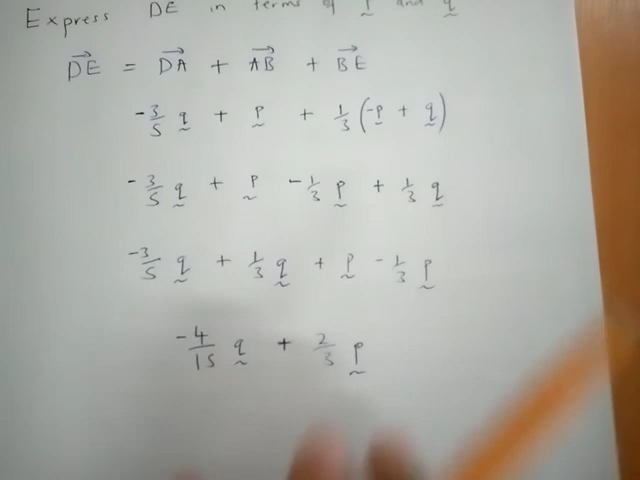 Express DE in terms of p and q
DE = DA + AB + BE
-3/5 q + p + 1/3 (-p + q)
-3/5 q + p - 1/3 p + 1/3 q
-3/5 q + 1/3 q + p - 1/3 p
-4/15 q + 2/3 p